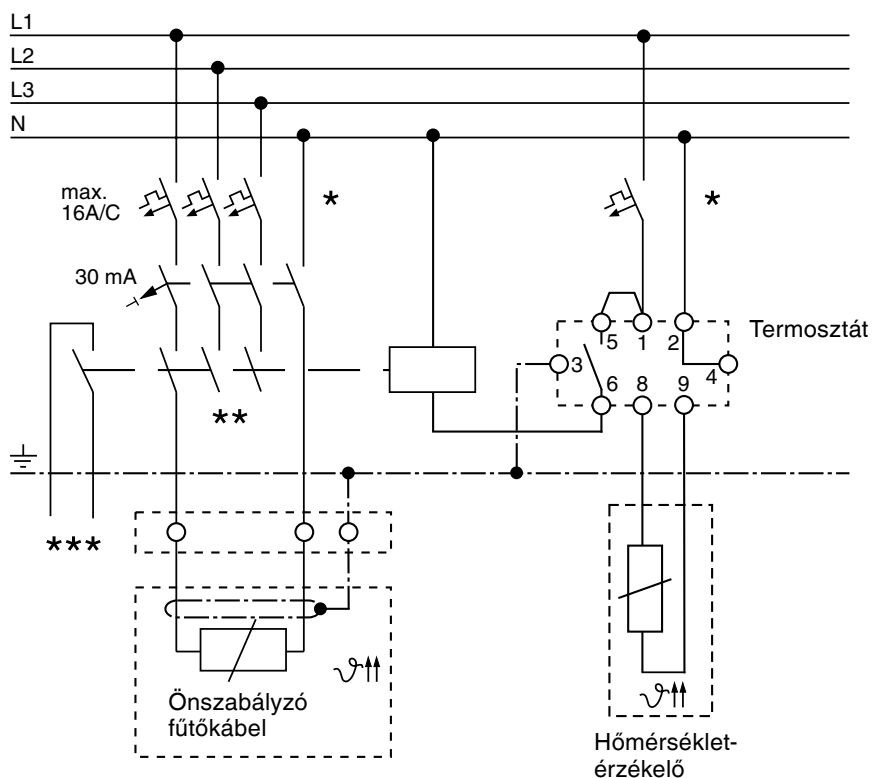 L1
L2
L3
N
max.
16A/C
*
*
30 mA
5 1 2
Termosztát
3
4
6 8 9
**
***
Önszabályzó
fűtőkábel
ϑ
ϑ
Hőmérséklet-
érzékelő